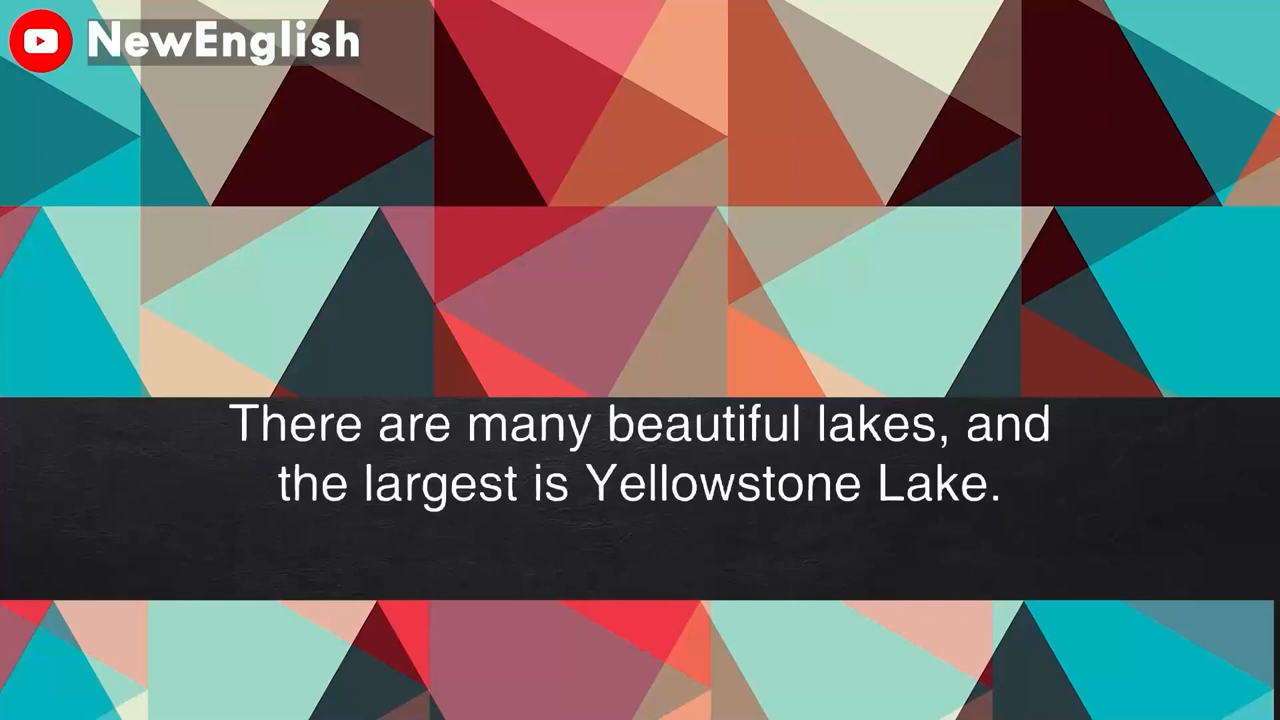 NewEnglish
There are many beautiful lakes, and
the largest is Yellowstone Lake.